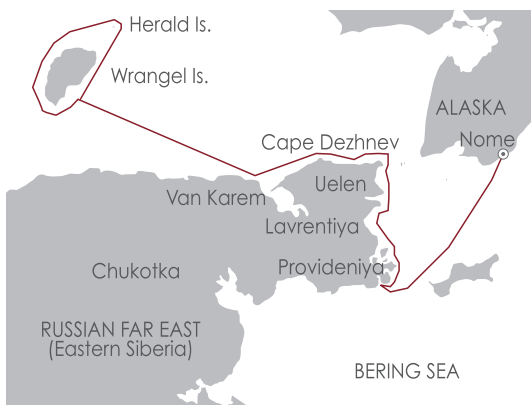 Herald Is.
Wrangel Is.
ALASKA
Nome
Cape Dezhnev
Uelen
Van Karem
Lavrentiya
Provideniya
Chukotka
RUSSIAN FAR EAST
(Eastern Siberia)
BERING SEA